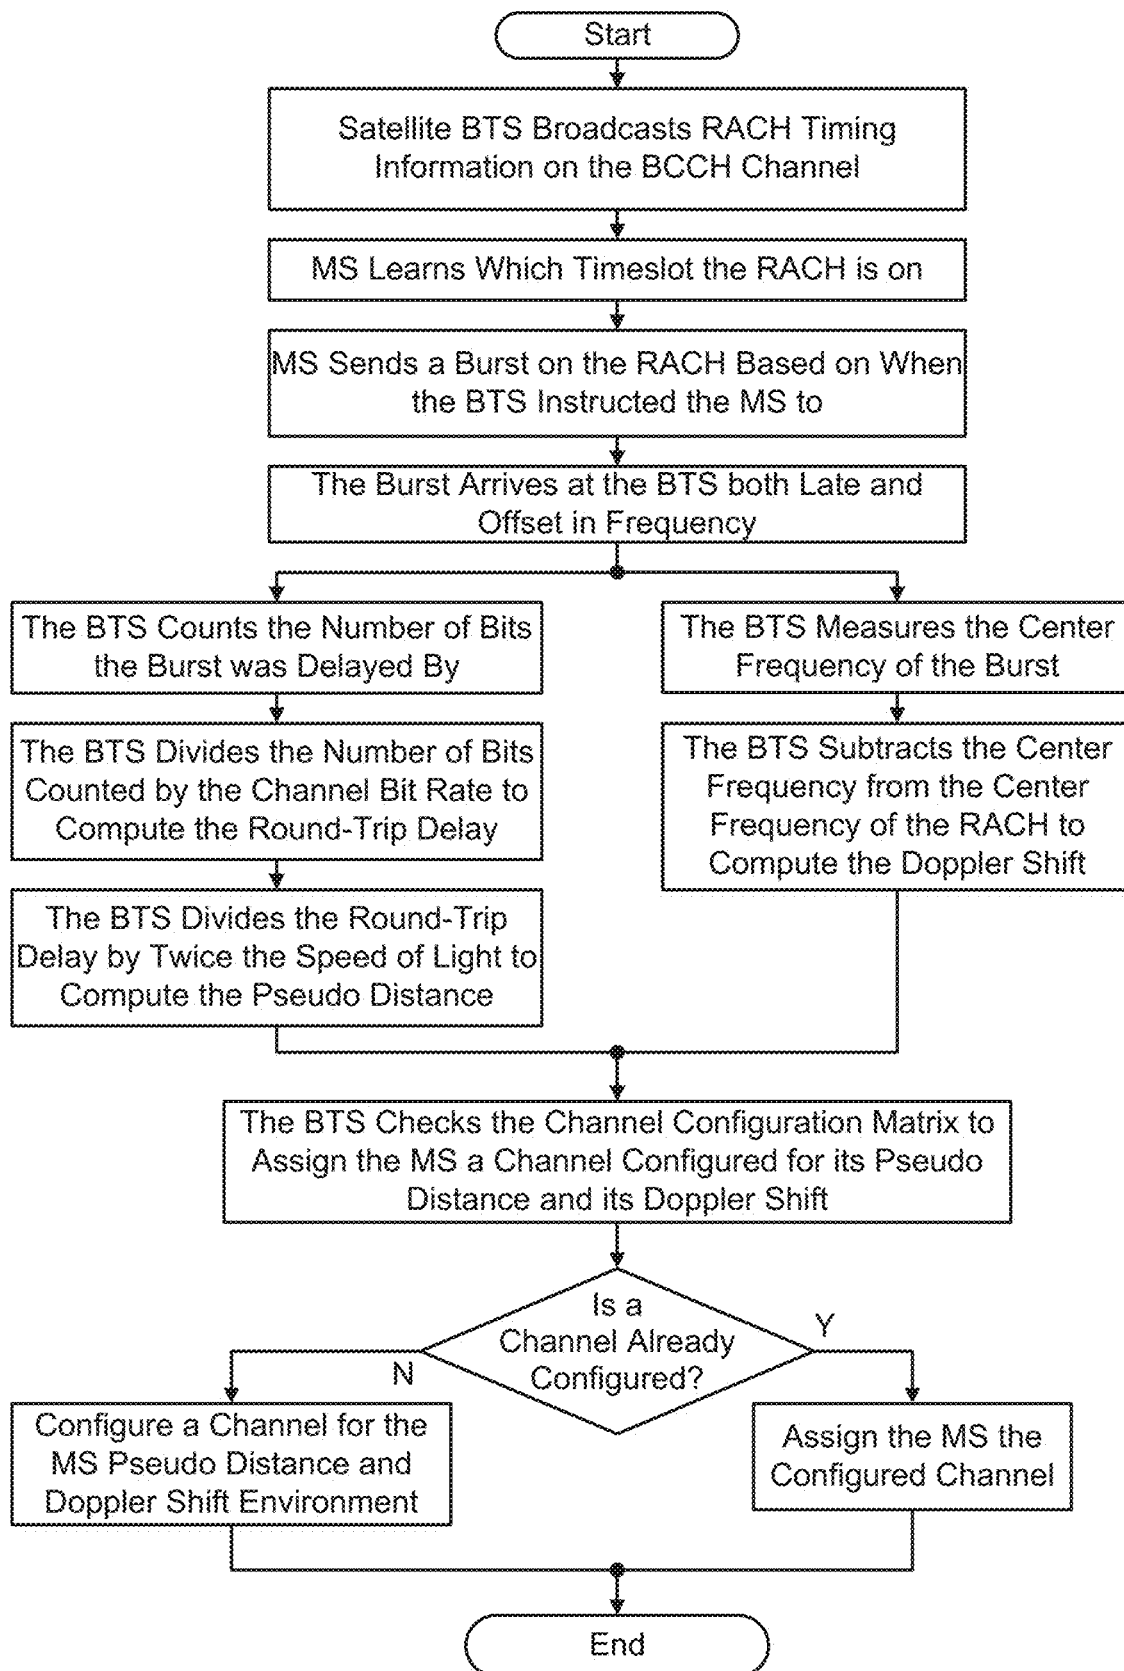 Start
Satellite BTS Broadcasts RACH Timing
Information on the BCCH Channel
MS Learns Which Timeslot the RACH is on
MS Sends a Burst on the RACH Based on When
the BTS Instructed the MS to
The Burst Arrives at the BTS both Late and
Offset in Frequency
The BTS Counts the Number of Bits
the Burst was Delayed By
The BTS Divides the Number of Bits
Counted by the Channel Bit Rate to
Compute the Round-Trip Delay
The BTS Divides the Round-Trip
Delay by Twice the Speed of Light to
Compute the Pseudo Distance
The BTS Measures the Center
Frequency of the Burst
The BTS Subtracts the Center
Frequency from the Center
Frequency of the RACH to
Compute the Doppler Shift
The BTS Checks the Channel Configuration Matrix to
Assign the MS a Channel Configured for its Pseudo
Distance and its Doppler Shift
Is a
Channel Already
Configured?
N
Y
Configure a Channel for the
MS Pseudo Distance and
Doppler Shift Environment
Assign the MS the
Configured Channel
End